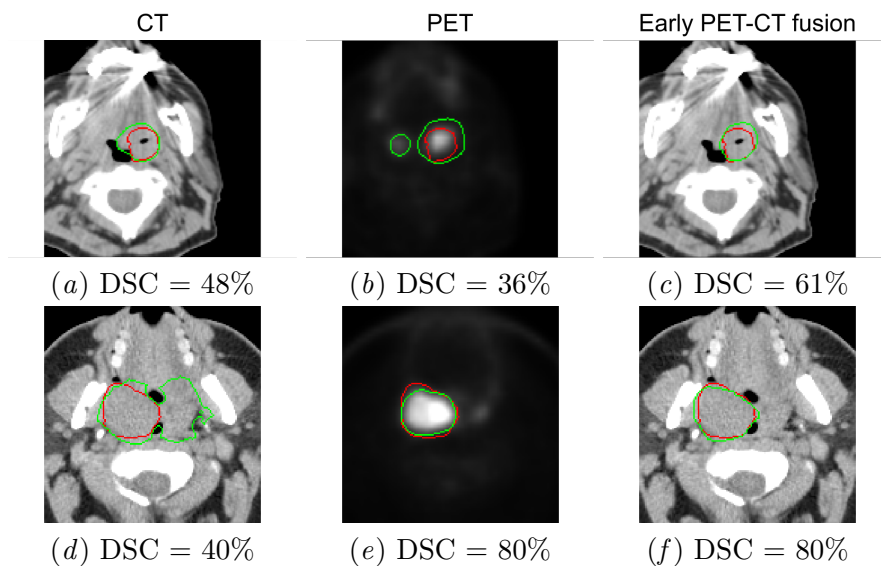 CT PET Early PET-CT fusion
(a) DSC = 48% (b) DSC = 36% (c) DSC = 61%
(d) DSC = 40% (e) DSC = 80% (f) DSC = 80%